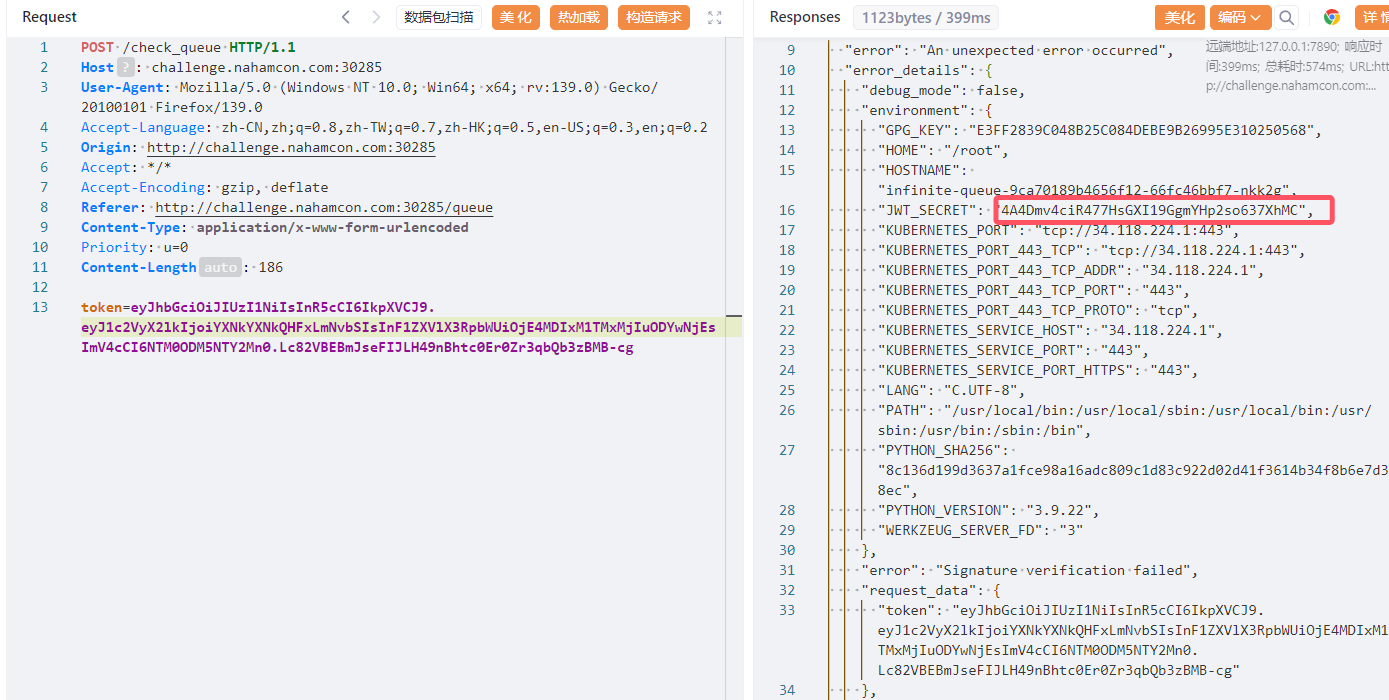 Request
数据包扫描
美化
热加载
构造请求
Responses
1123bytes / 399ms
美化
编码
详情
远端地址:127.0.0.1:7890; 响应时
间:399ms; 总耗时:574ms; URL:htt
p://challenge.nahamcon.com:...
1 POST /check_queue HTTP/1.1
2 Host ? : challenge.nahamcon.com:30285
3 User-Agent: Mozilla/5.0 (Windows NT 10.0; Win64; x64; rv:139.0) Gecko/
20100101 Firefox/139.0
4 Accept-Language: zh-CN,zh;q=0.8,zh-TW;q=0.7,zh-HK;q=0.5,en-US;q=0.3,en;q=0.2
5 Origin: http://challenge.nahamcon.com:30285
6 Accept: */*
7 Accept-Encoding: gzip, deflate
8 Referer: http://challenge.nahamcon.com:30285/queue
9 Content-Type: application/x-www-form-urlencoded
10 Priority: u=0
11 Content-Length auto : 186
12
13 token=eyJhbGciOiJIUzI1NiIsInR5cCI6IkpXVCJ9.
eyJ1c2VyX2lkIjoiYXNkYXNkQHFxLmNvbSIsInF1ZXVlX3RpbWUiOjE4MDIxM1TMxMjIuODYwNjEs
ImV4cCI6NTM0ODM5NTY2Mn0.Lc82VBEBmJseFIJLH49nBhtc0Er0Zr3qbQb3zBMB-cg
9 "error": "An unexpected error occurred",
10 "error_details": {
11 "debug_mode": false,
12 "environment": {
13 "GPG_KEY": "E3FF2839C048B25C084DEBE9B26995E310250568",
14 "HOME": "/root",
15 "HOSTNAME":
"infinite-queue-9ca70189b4656f12-66fc46bbf7-nkk2g",
16 "JWT_SECRET": "4A4Dmv4ciR477HsGXI19GgmYHp2so637XhMC",
17 "KUBERNETES_PORT": "tcp://34.118.224.1:443",
18 "KUBERNETES_PORT_443_TCP": "tcp://34.118.224.1:443",
19 "KUBERNETES_PORT_443_TCP_ADDR": "34.118.224.1",
20 "KUBERNETES_PORT_443_TCP_PORT": "443",
21 "KUBERNETES_PORT_443_TCP_PROTO": "tcp",
22 "KUBERNETES_SERVICE_HOST": "34.118.224.1",
23 "KUBERNETES_SERVICE_PORT": "443",
24 "KUBERNETES_SERVICE_PORT_HTTPS": "443",
25 "LANG": "C.UTF-8",
26 "PATH": "/usr/local/bin:/usr/local/sbin:/usr/local/bin:/usr/
sbin:/usr/bin:/sbin:/bin",
27 "PYTHON_SHA256":
"8c136d199d3637a1fce98a16adc809c1d83c922d02d41f3614b34f8b6e7d3
8ec",
28 "PYTHON_VERSION": "3.9.22",
29 "WERKZEUG_SERVER_FD": "3"
30 },
31 "error": "Signature verification failed",
32 "request_data": {
33 "token": "eyJhbGciOiJIUzI1NiIsInR5cCI6IkpXVCJ9.
eyJ1c2VyX2lkIjoiYXNkYXNkQHFxLmNvbSIsInF1ZXVlX3RpbWUiOjE4MDIxM1
TMxMjIuODYwNjEsImV4cCI6NTM0ODM5NTY2Mn0.
Lc82VBEBmJseFIJLH49nBhtc0Er0Zr3qbQb3zBMB-cg"
34 },